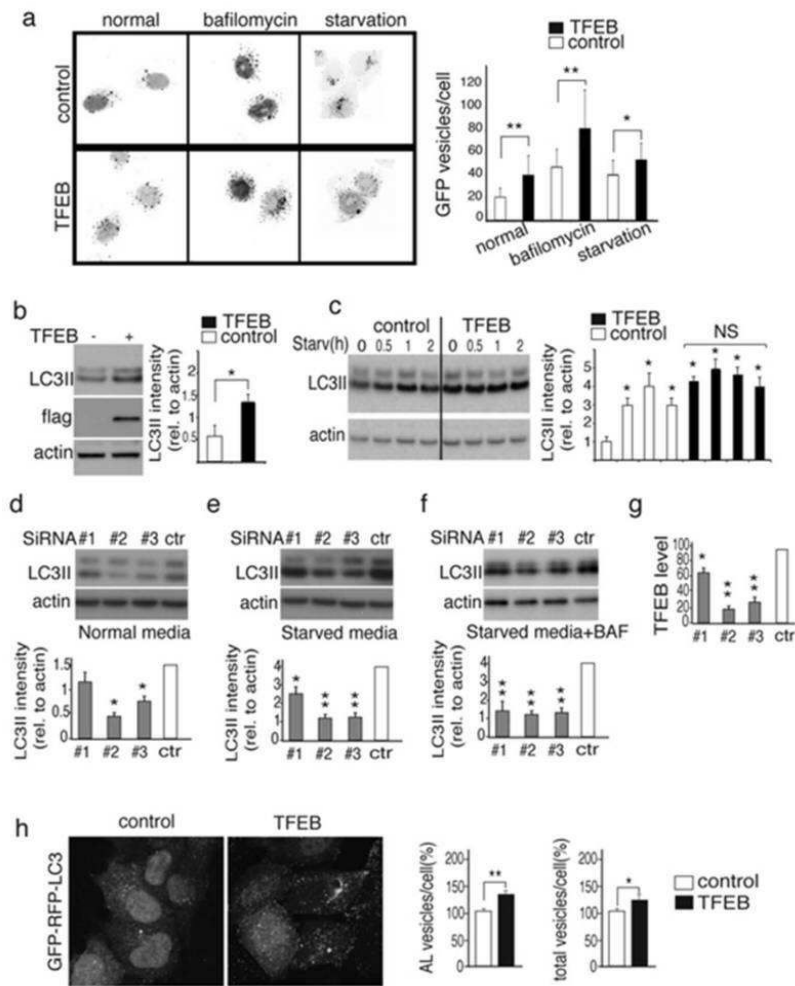 a
normal bafilomycin starvation
control
TFEB
TFEB
control
GFP vesicles/cell
120
100
80
60
40
20
0
** ** *
normal
bafilomycin
starvation
b
TFEB - +
LC3II
flag
actin
TFEB
control
LC3II intensity
(rel. to actin)
2
1.5
1
0.5
*
c
control TFEB
Starv(h) 0 0.5 1 2 0 0.5 1 2
LC3II
actin
TFEB
control
NS
LC3II intensity
(rel. to actin)
5
4
3
2
1
0
* * * * * * *
d
SiRNA #1 #2 #3 ctr
LC3II
actin
Normal media
LC3II intensity
(rel. to actin)
1.5
1
0.5
0
* *
#1 #2 #3 ctr
e
SiRNA #1 #2 #3 ctr
LC3II
actin
Starved media
LC3II intensity
(rel. to actin)
4
3
2
1
0
* ** **
#1 #2 #3 ctr
f
SiRNA #1 #2 #3 ctr
LC3II
actin
Starved media+BAF
LC3II intensity
(rel. to actin)
4
3
2
1
0
** ** **
#1 #2 #3 ctr
g
TFEB level
100
80
60
40
20
0
* ** **
#1 #2 #3 ctr
h
control TFEB
GFP-RFP-LC3
AL vesicles/cell(%)
200
150
100
50
0
**
total vesicles/cell(%)
200
150
100
50
0
*
control
TFEB